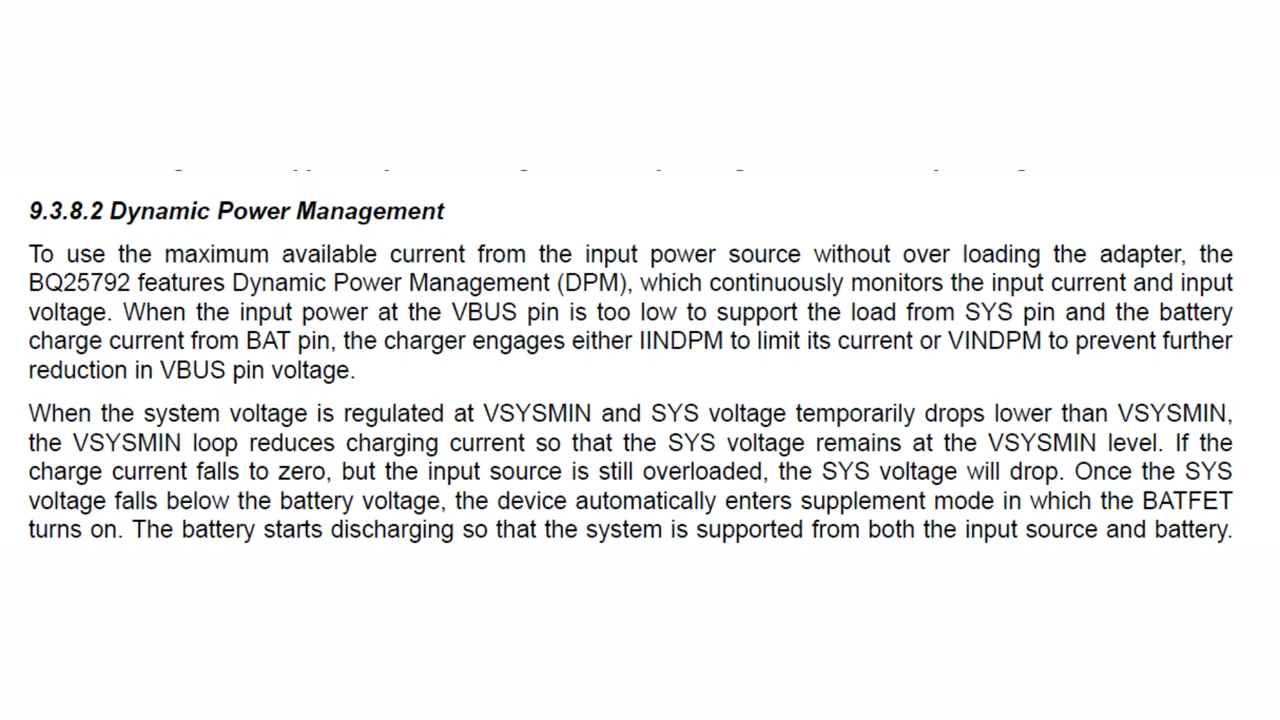 9.3.8.2 Dynamic Power Management
To use the maximum available current from the input power source without over loading the adapter, the
BQ25792 features Dynamic Power Management (DPM), which continuously monitors the input current and input
voltage. When the input power at the VBUS pin is too low to support the load from SYS pin and the battery
charge current from BAT pin, the charger engages either IINDPM to limit its current or VINDPM to prevent further
reduction in VBUS pin voltage.
When the system voltage is regulated at VSYSMIN and SYS voltage temporarily drops lower than VSYSMIN,
the VSYSMIN loop reduces charging current so that the SYS voltage remains at the VSYSMIN level. If the
charge current falls to zero, but the input source is still overloaded, the SYS voltage will drop. Once the SYS
voltage falls below the battery voltage, the device automatically enters supplement mode in which the BATFET
turns on. The battery starts discharging so that the system is supported from both the input source and battery.